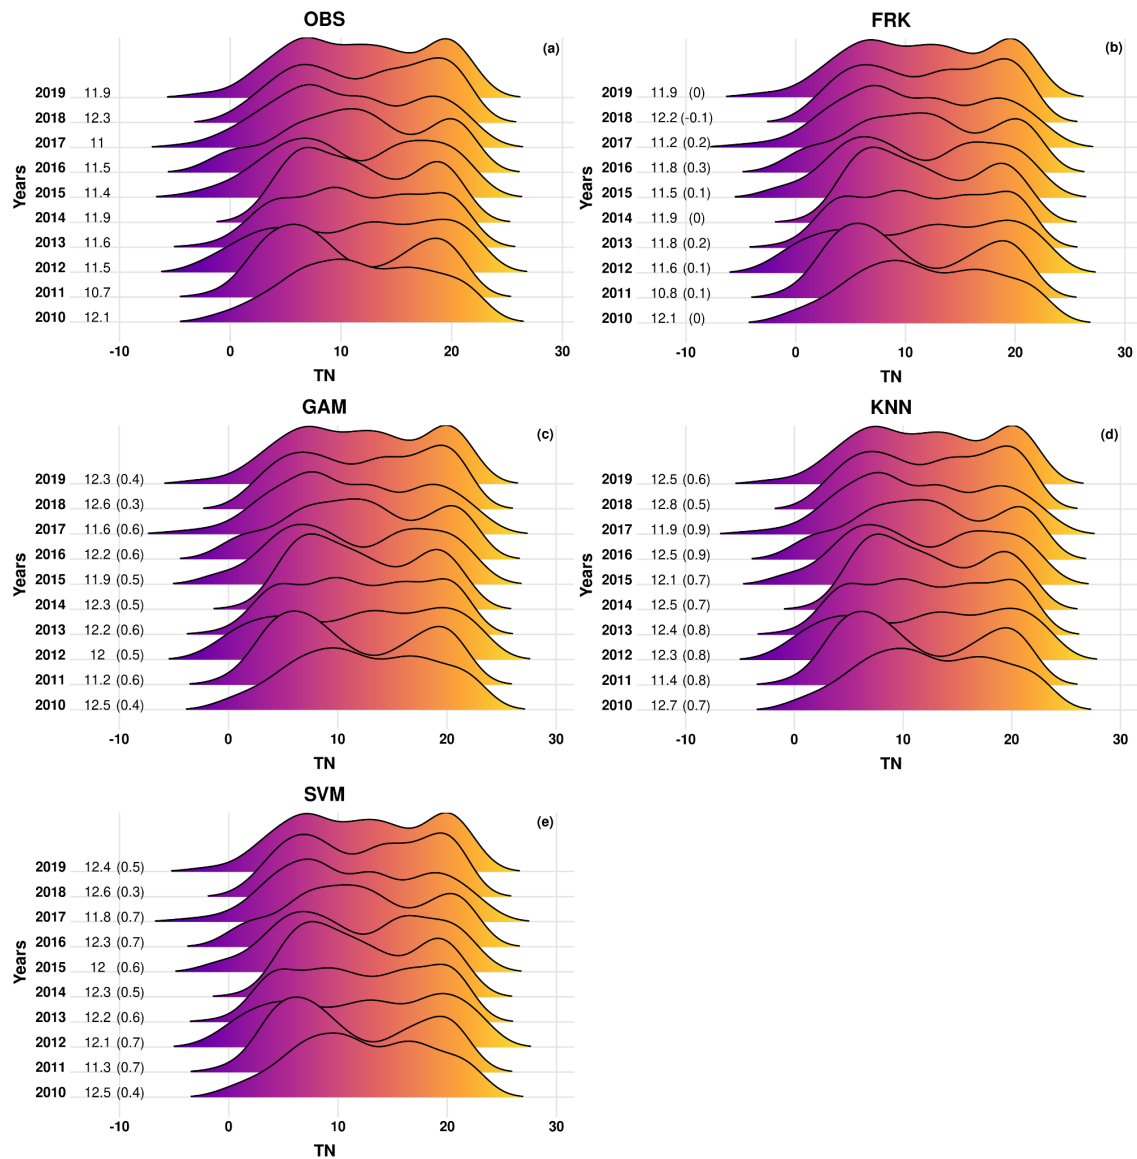 OBS
(a)
2019 11.9
2018 12.3
2017 11
2016 11.5
2015 11.4
2014 11.9
2013 11.6
2012 11.5
2011 10.7
2010 12.1
Years
-10 0 10 20 30
TN
FRK
(b)
2019 11.9 (0)
2018 12.2 (-0.1)
2017 11.2 (0.2)
2016 11.8 (0.3)
2015 11.5 (0.1)
2014 11.9 (0)
2013 11.8 (0.2)
2012 11.6 (0.1)
2011 10.8 (0.1)
2010 12.1 (0)
Years
-10 0 10 20 30
TN
GAM
(c)
2019 12.3 (0.4)
2018 12.6 (0.3)
2017 11.6 (0.6)
2016 12.2 (0.6)
2015 11.9 (0.5)
2014 12.3 (0.5)
2013 12.2 (0.6)
2012 12 (0.5)
2011 11.2 (0.6)
2010 12.5 (0.4)
Years
-10 0 10 20 30
TN
KNN
(d)
2019 12.5 (0.6)
2018 12.8 (0.5)
2017 11.9 (0.9)
2016 12.5 (0.9)
2015 12.1 (0.7)
2014 12.5 (0.7)
2013 12.4 (0.8)
2012 12.3 (0.8)
2011 11.4 (0.8)
2010 12.7 (0.7)
Years
-10 0 10 20 30
TN
SVM
(e)
2019 12.4 (0.5)
2018 12.6 (0.3)
2017 11.8 (0.7)
2016 12.3 (0.7)
2015 12 (0.6)
2014 12.3 (0.5)
2013 12.2 (0.6)
2012 12.1 (0.7)
2011 11.3 (0.7)
2010 12.5 (0.4)
Years
-10 0 10 20 30
TN